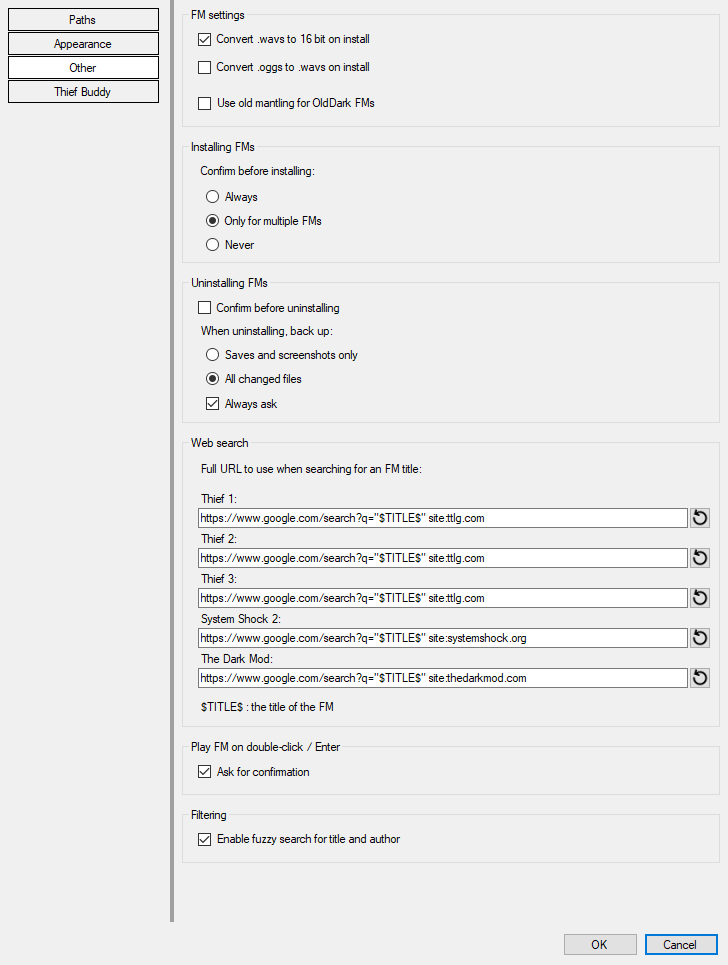 Paths
Appearance
Other
Thief Buddy
FM settings
Convert .wavs to 16 bit on install
Convert .oggs to .wavs on install
Use old mantling for OldDark FMs
Installing FMs
Confirm before installing:
Always
Only for multiple FMs
Never
Uninstalling FMs
Confirm before uninstalling
When uninstalling, back up:
Saves and screenshots only
All changed files
Always ask
Web search
Full URL to use when searching for an FM title:
Thief 1:
https://www.google.com/search?q="$TITLE$" site:ttlg.com
Thief 2:
https://www.google.com/search?q="$TITLE$" site:ttlg.com
Thief 3:
https://www.google.com/search?q="$TITLE$" site:ttlg.com
System Shock 2:
https://www.google.com/search?q="$TITLE$" site:systemshock.org
The Dark Mod:
https://www.google.com/search?q="$TITLE$" site:thedarkmod.com
$TITLE$ : the title of the FM
Play FM on double-click / Enter
Ask for confirmation
Filtering
Enable fuzzy search for title and author
OK
Cancel